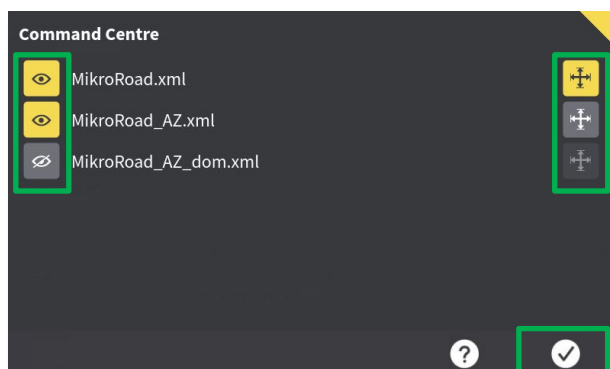 Command Centre
MikroRoad.xml
MikroRoad_AZ.xml
MikroRoad_AZ_dom.xml
?